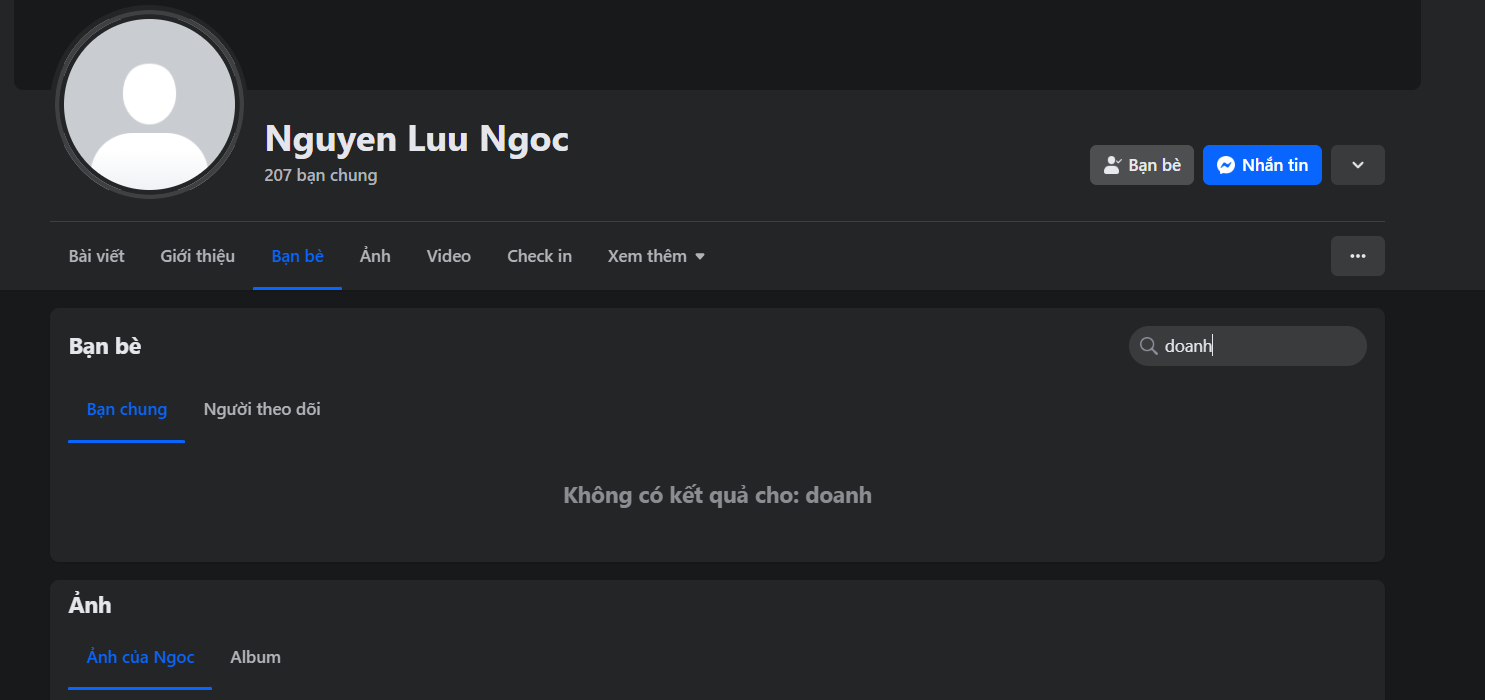 Nguyen Luu Ngoc
207 bạn chung
Bạn bè
Nhắn tin
Bài viết Giới thiệu Bạn bè Ảnh Video Check in Xem thêm
Bạn bè
doanh
Bạn chung Người theo dõi
Không có kết quả cho: doanh
Ảnh
Ảnh của Ngoc Album